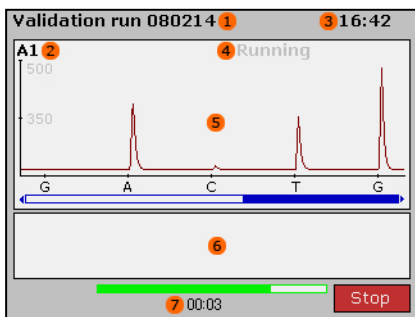 Validation run 080214 1 3 16:42
A1 2 4 Running
500
350 5
G A C T G
6
7 00:03 Stop